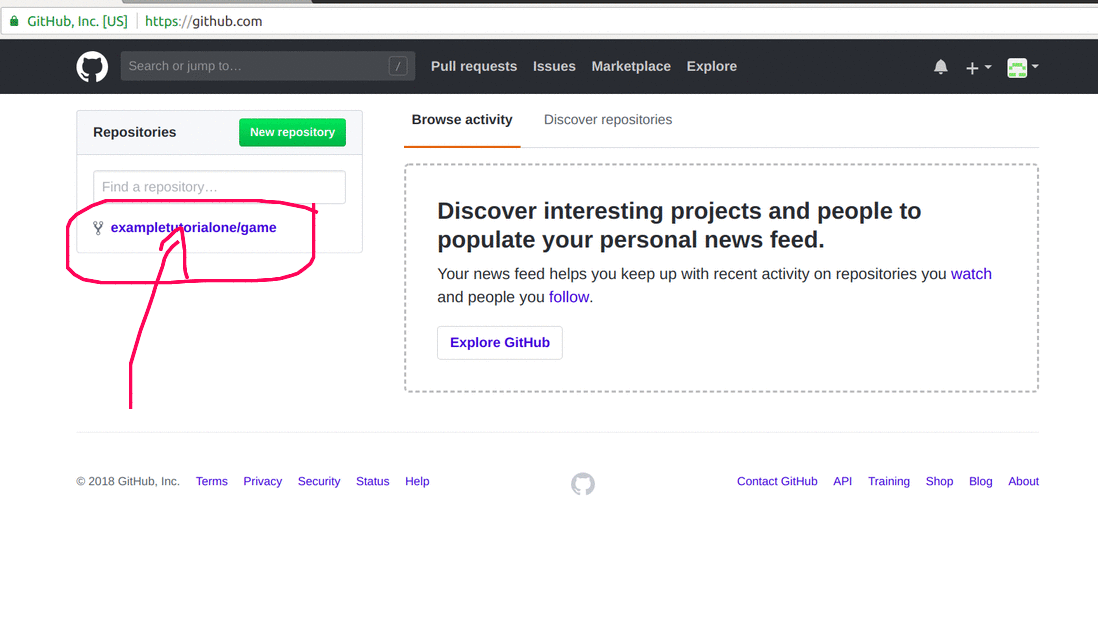 GitHub, Inc. [US] https://github.com
Search or jump to… / Pull requests Issues Marketplace Explore
Repositories New repository
Find a repository…
exampletutorialone/game
Browse activity Discover repositories
Discover interesting projects and people to
populate your personal news feed.
Your news feed helps you keep up with recent activity on repositories you watch
and people you follow.
Explore GitHub
© 2018 GitHub, Inc. Terms Privacy Security Status Help Contact GitHub API Training Shop Blog About